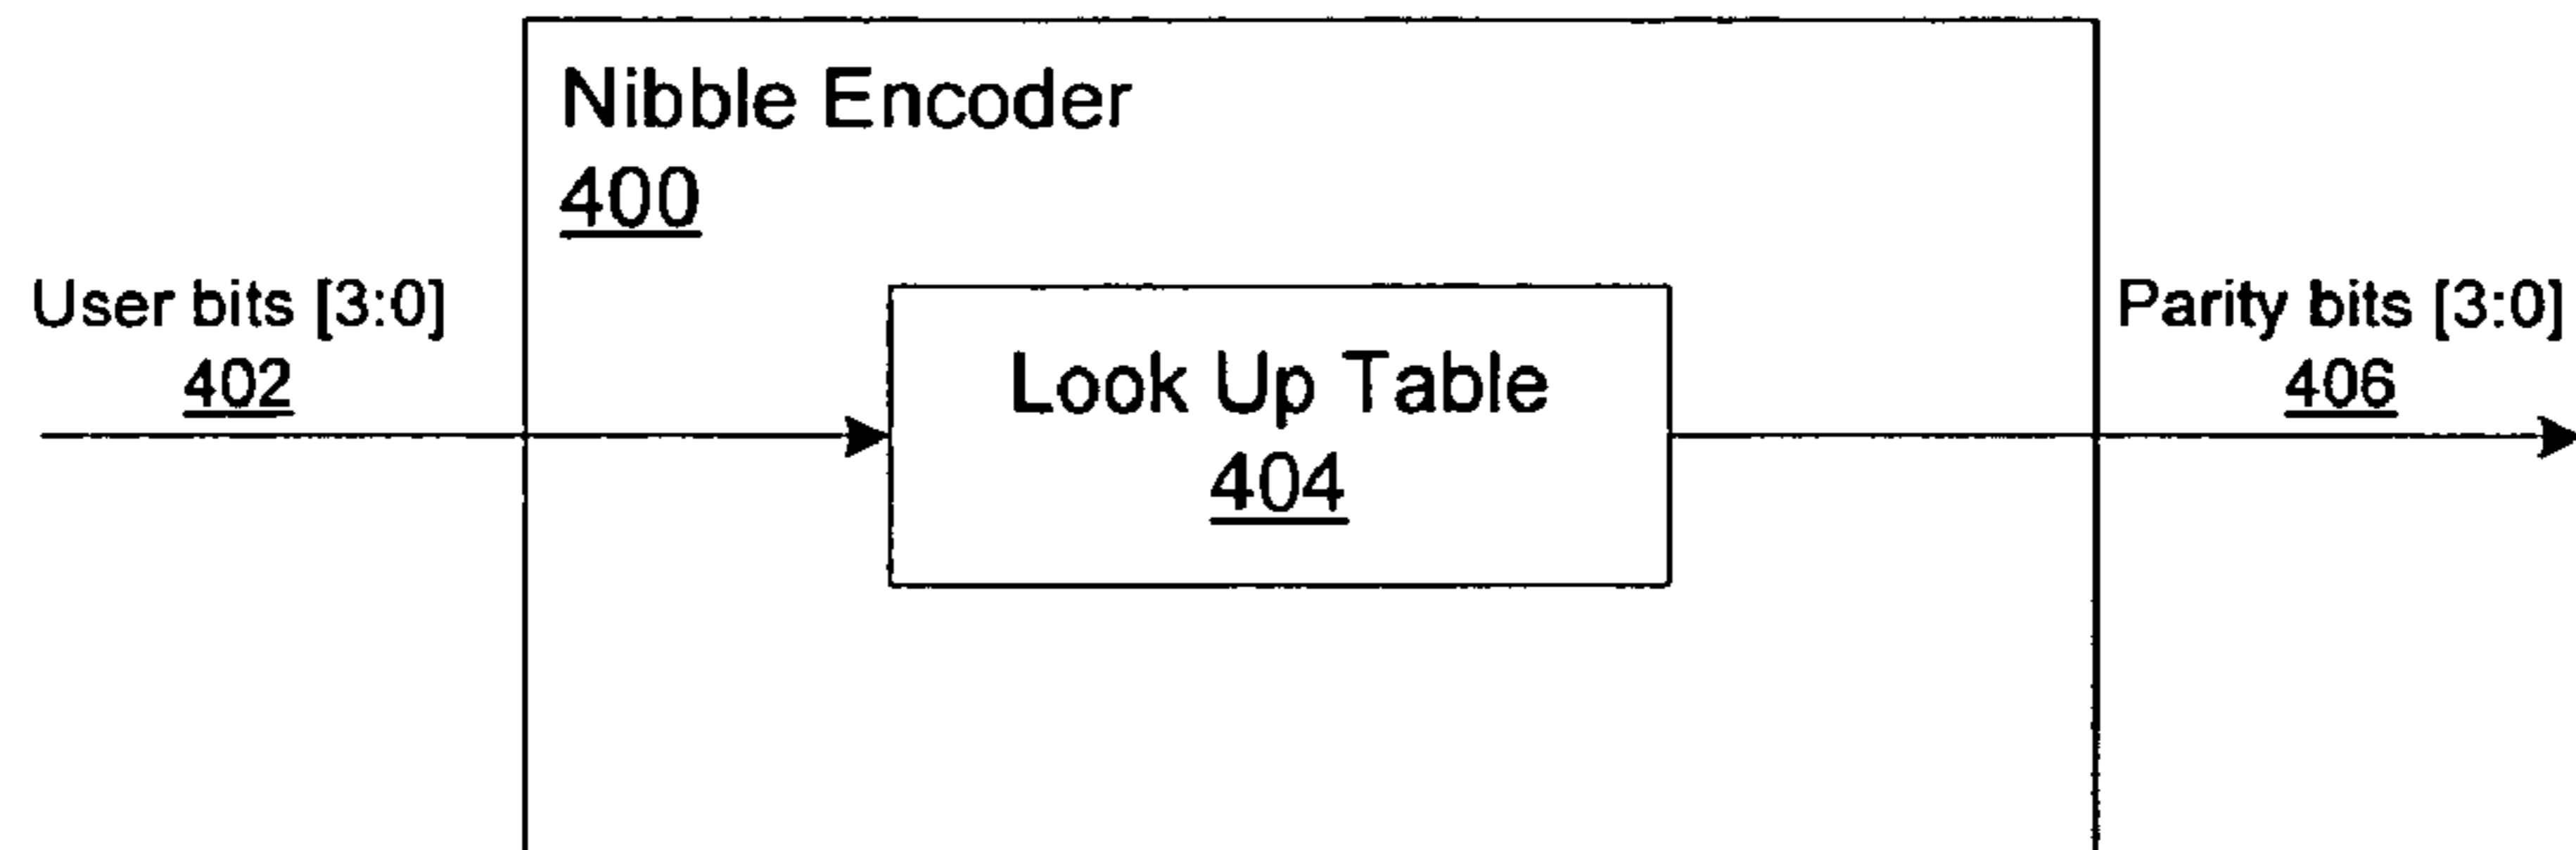 Nibble Encoder
400
User bits [3:0]
402
Look Up Table
404
Parity bits [3:0]
406